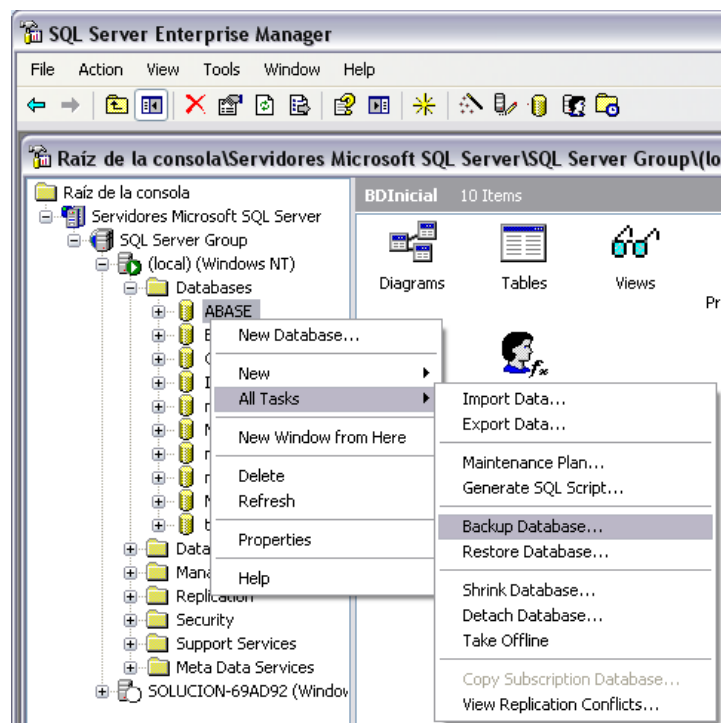 SQL Server Enterprise Manager
File Action View Tools Window Help
Raíz de la consola\Servidores Microsoft SQL Server\SQL Server Group\(lo
Raíz de la consola
Servidores Microsoft SQL Server
SQL Server Group
(local) (Windows NT)
Databases
ABASE
Data
Replication
Security
Support Services
Meta Data Services
SOLUCION-69AD92 (Window
BDInicial 10 Items
Diagrams
Tables
Views
Pr
New Database...
New
All Tasks
New Window from Here
Delete
Refresh
Properties
Help
Import Data...
Export Data...
Maintenance Plan...
Generate SQL Script...
Backup Database...
Restore Database...
Shrink Database...
Detach Database...
Take Offline
Copy Subscription Database...
View Replication Conflicts...